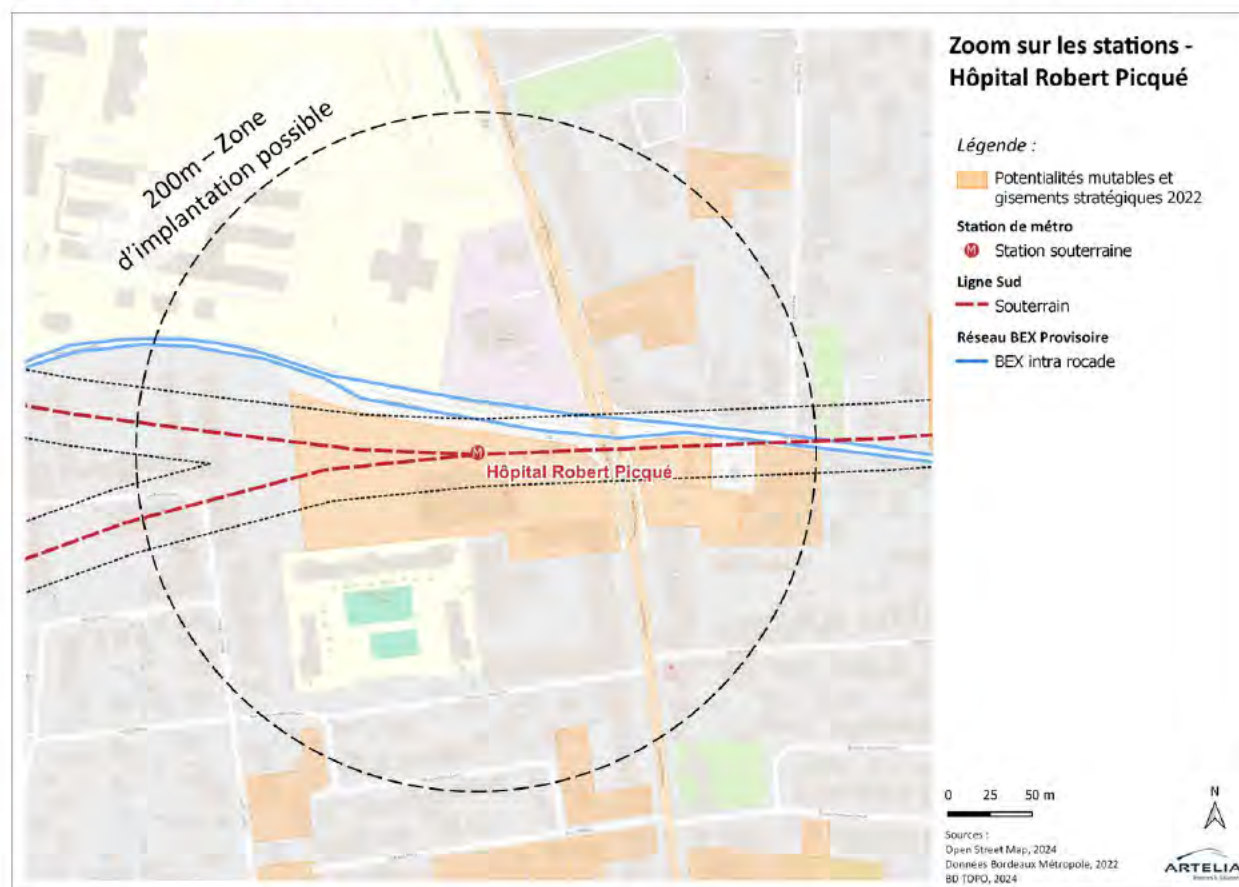 Zoom sur les stations -
Hôpital Robert Picqué
Légende :
Potentialités mutables et
gisements stratégiques 2022
Station de métro
M Station souterraine
Ligne Sud
Souterrain
Réseau BEX Provisoire
BEX intra rocade
200m – Zone
d'implantation possible
M
Hôpital Robert Picqué
0 25 50 m
N
Sources :
Open Street Map, 2024
Données Bordeaux Métropole, 2022
BD TOPO, 2024
ARTELIA